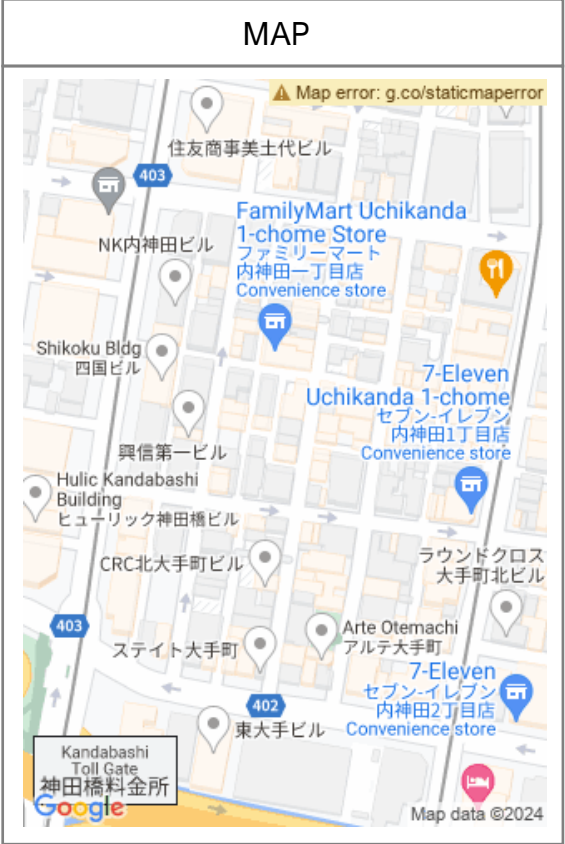 MAP
Map error: g.co/staticmaperror
住友商事美土代ビル
403
FamilyMart Uchikanda
1-chome Store
ファミリーマート
内神田一丁目店
Convenience store
NK内神田ビル
Shikoku Bldg
四国ビル
7-Eleven
Uchikanda 1-chome
セブン-イレブン
内神田1丁目店
Convenience store
興信第一ビル
Hulic Kandabashi
Building
ヒューリック神田橋ビル
CRC北大手町ビル
ラウンドクロス
大手町北ビル
403
Arte Otemachi
アルテ大手町
ステイト大手町
7-Eleven
セブン-イレブン
内神田2丁目店
Convenience store
402
東大手ビル
Kandabashi
Toll Gate
神田橋料金所
Google
Map data ©2024